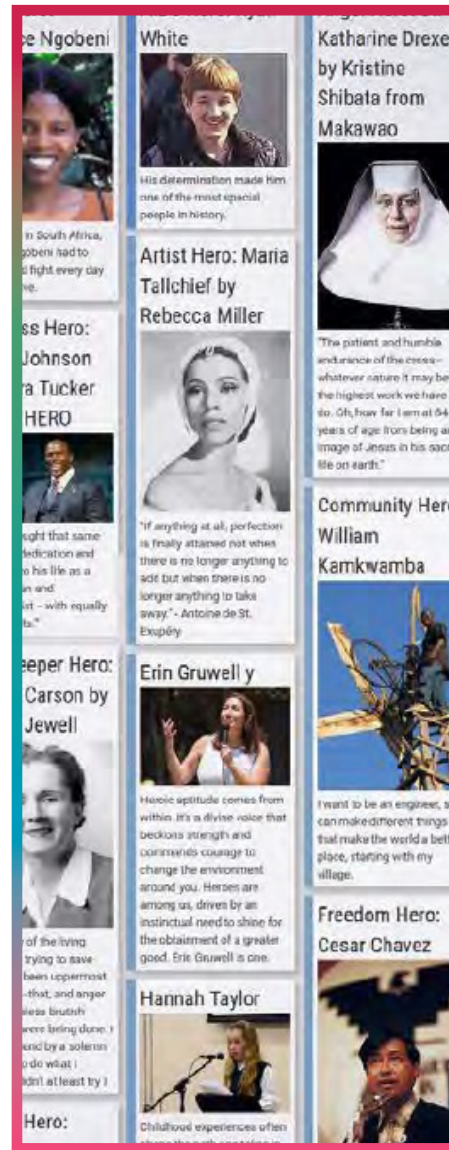 ce Ngobeni
in South Africa,
gobeni had to
fight every day
ss Hero:
Johnson
ra Tucker
HERO
ught that same
dedication and
his life as a
and
- with equally
eeper Hero:
Carson by
Jewell
of the living
trying to save
been uppermost
-that, and anger
brutish
were being done. I
by a solemn
do what I
at least try I
Hero:
White
His determination made him
one of the most special
people in history.
Artist Hero: Maria
Tallchief by
Rebecca Miller
"If anything at all, perfection
is finally attained not when
there is no longer anything to
add but when there is no
longer anything to take
away." - Antoine de St.
Exupéry
Erin Gruwell y
Heroic aptitude comes from
within. It's a divine voice that
beckons strength and
commands courage to
change the environment
around you. Heroes are
among us, driven by an
instinctual need to shine for
the obtainment of a greater
good. Erin Gruwell is one.
Hannah Taylor
Childhood experiences often
Katharine Drexe
by Kristine
Shibata from
Makawao
"The patient and humble
endurance of the cross--
whatever nature it may be
the highest work we have
do. Oh, how far I am at 84
years of age from being an
image of Jesus in his sacr
life on earth."
Community Her
William
Kamkwamba
I want to be an engineer, s
can make different things
that make the world a bett
place, starting with my
village.
Freedom Hero:
Cesar Chavez